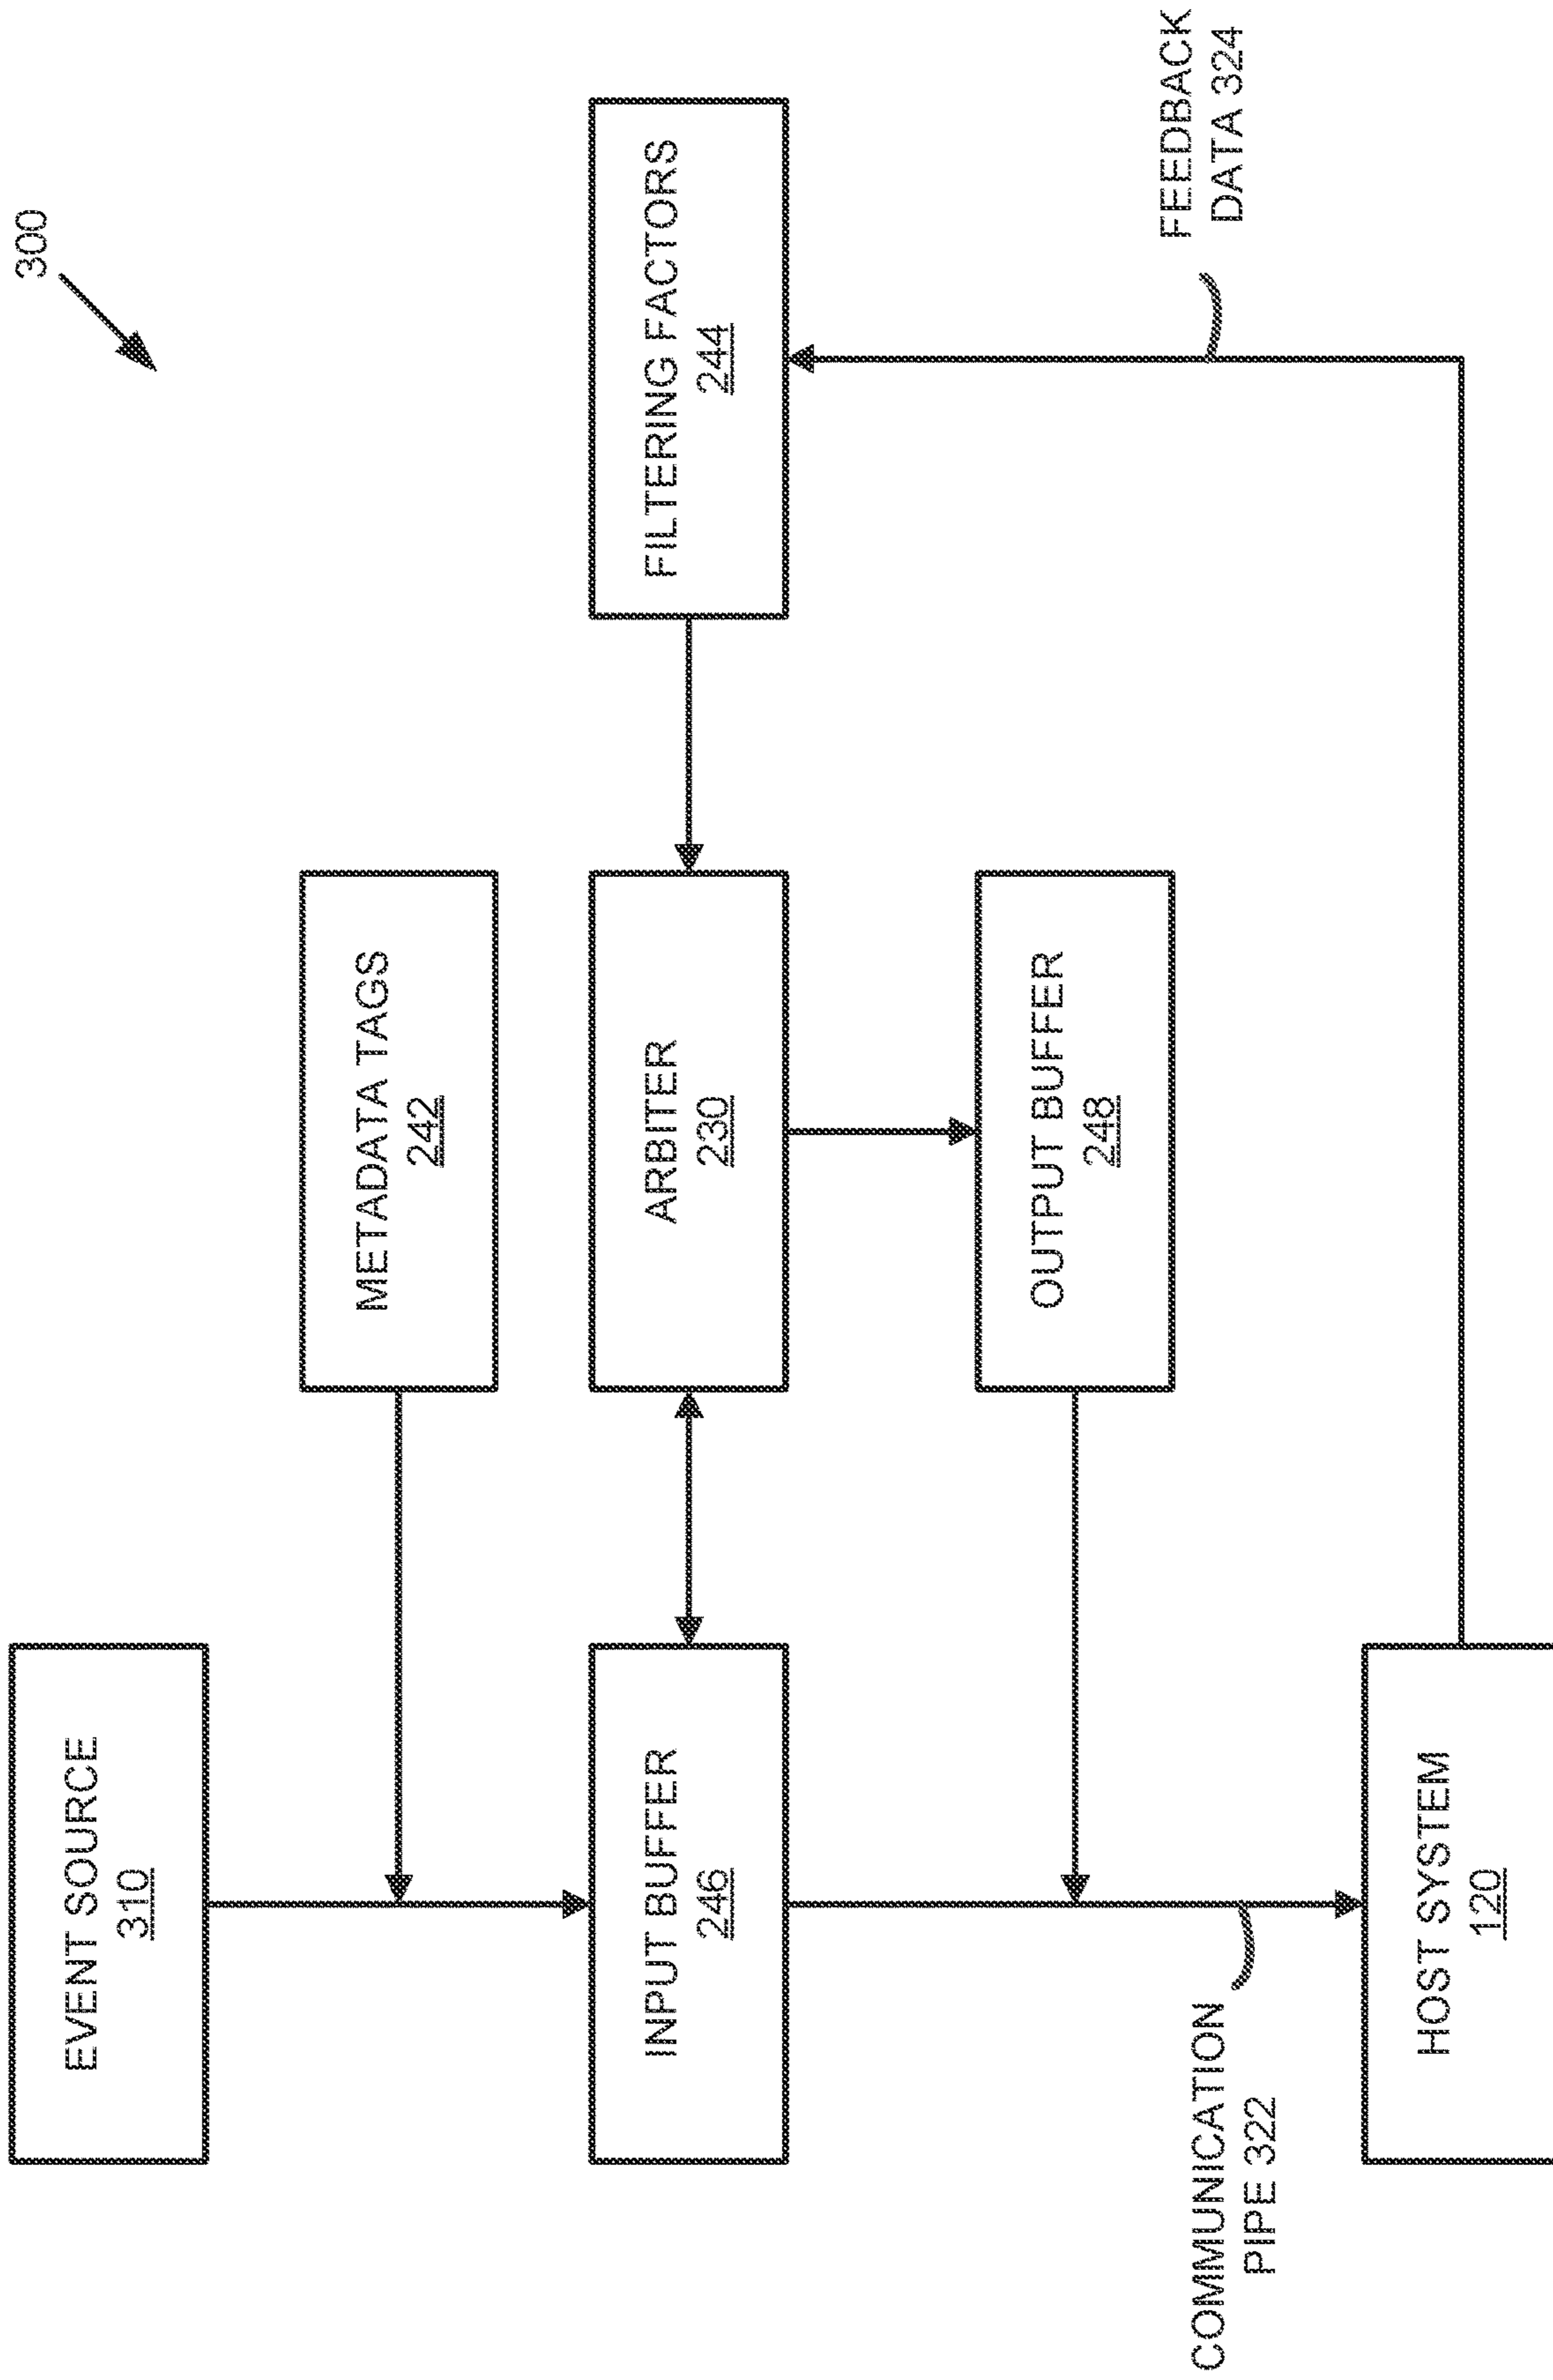 300
EVENT SOURCE
310
METADATA TAGS
242
INPUT BUFFER
246
ARBITER
230
FILTERING FACTORS
244
OUTPUT BUFFER
248
COMMUNICATION
PIPE 322
FEEDBACK
DATA 324
HOST SYSTEM
120